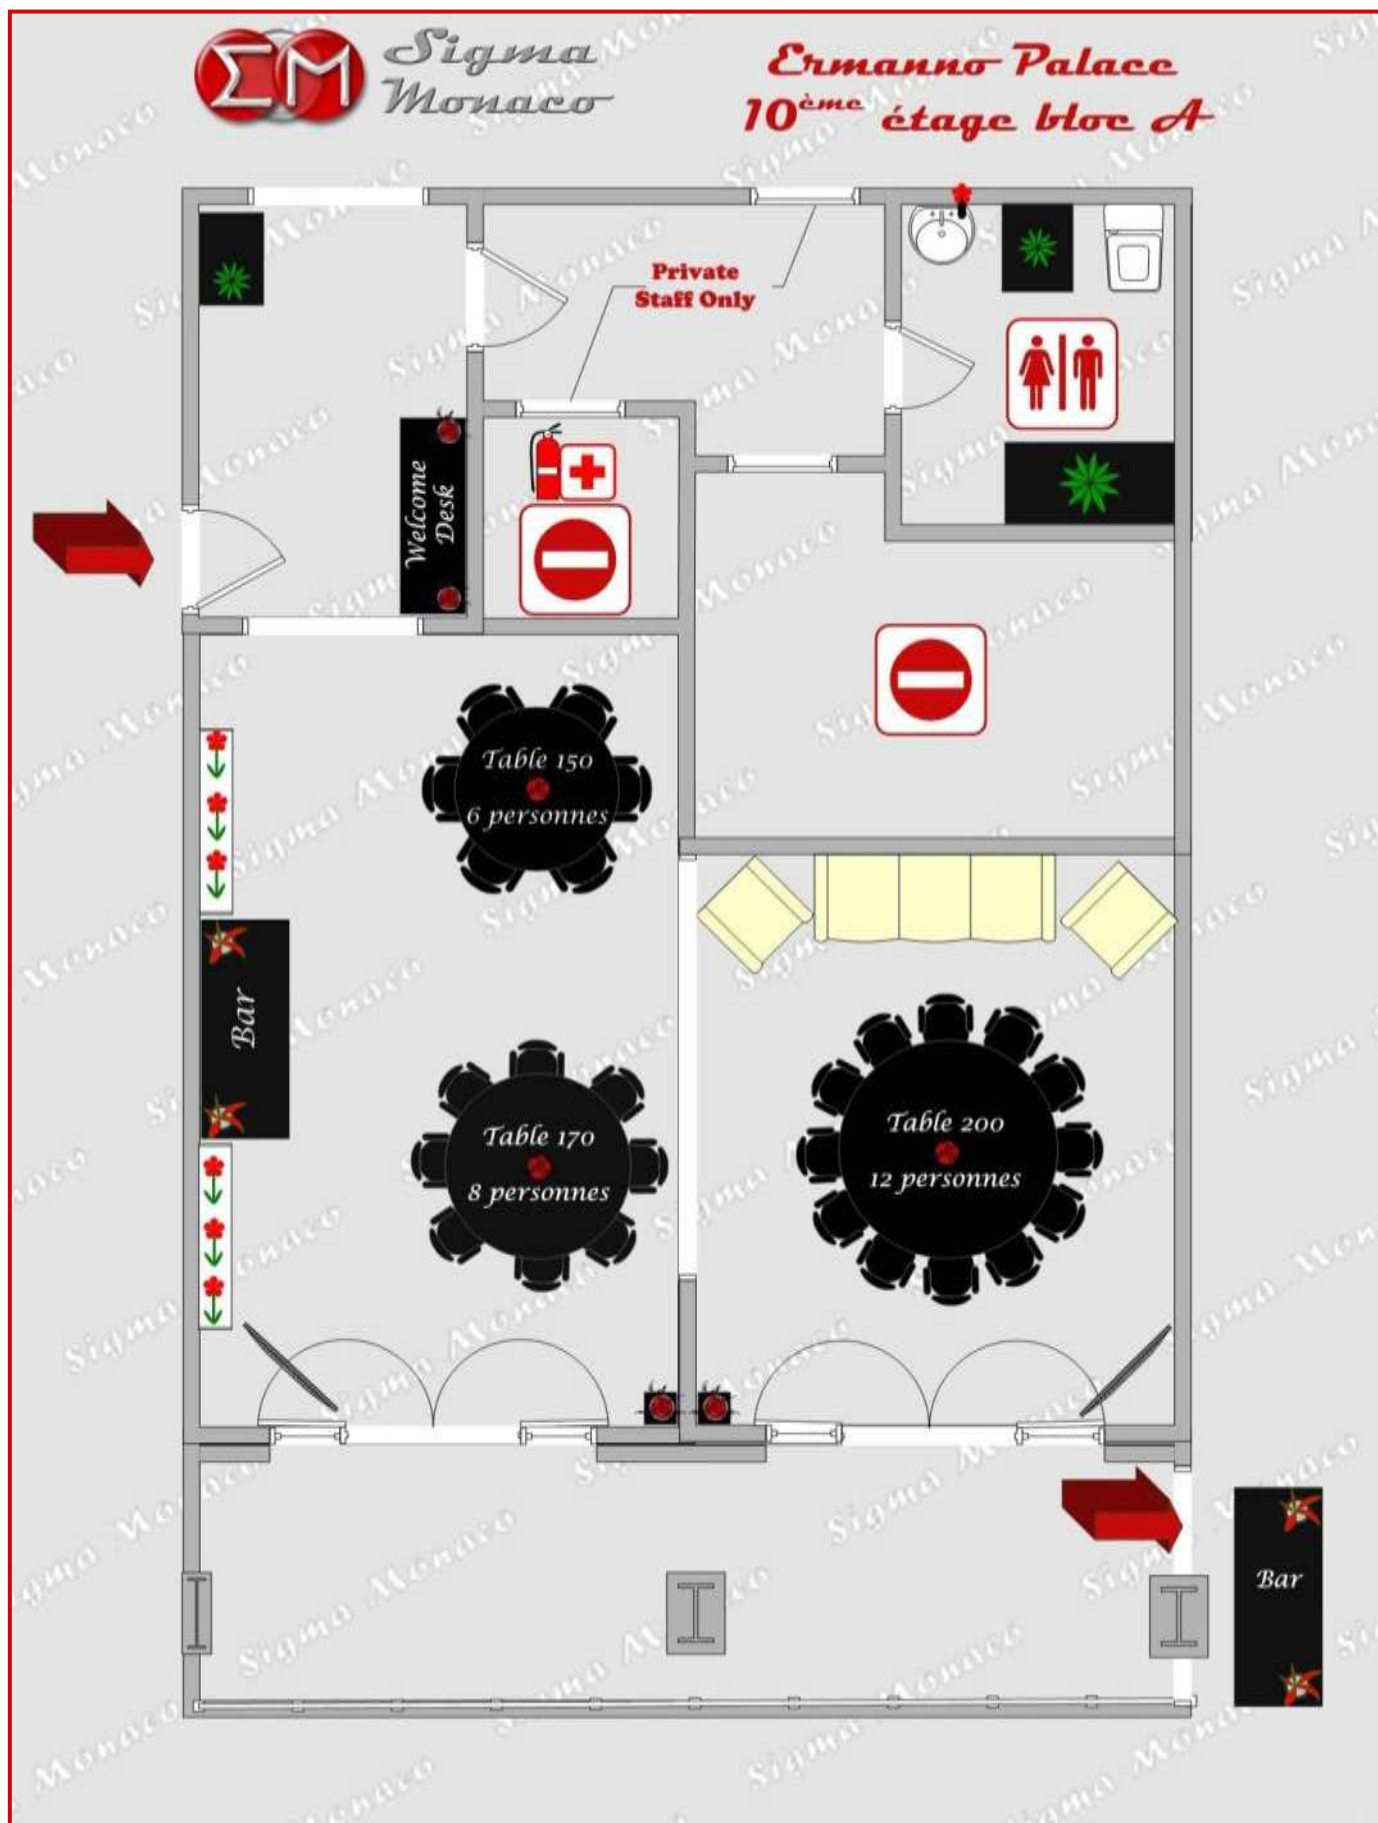 ΣM Sigma
Monaco
Ermanno Palace
10ème étage bloc A
Private
Staff Only
Welcome
Desk
Table 150
6 personnes
Bar
Table 170
8 personnes
Table 200
12 personnes
Bar